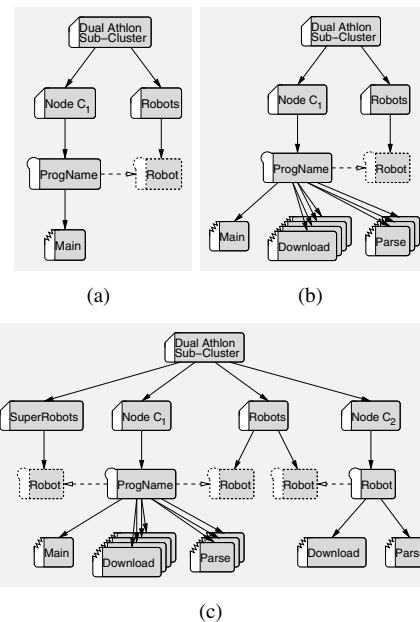 Dual Athlon
Sub-Cluster
Node C1
Robots
ProgName
Robot
Main
(a)
Dual Athlon
Sub-Cluster
Node C1
Robots
ProgName
Robot
Main
Download
Parse
(b)
Dual Athlon
Sub-Cluster
SuperRobots
Node C1
Robots
Node C2
Robot
ProgName
Robot
Robot
Robot
Main
Download
Parse
Download
Parse
(c)